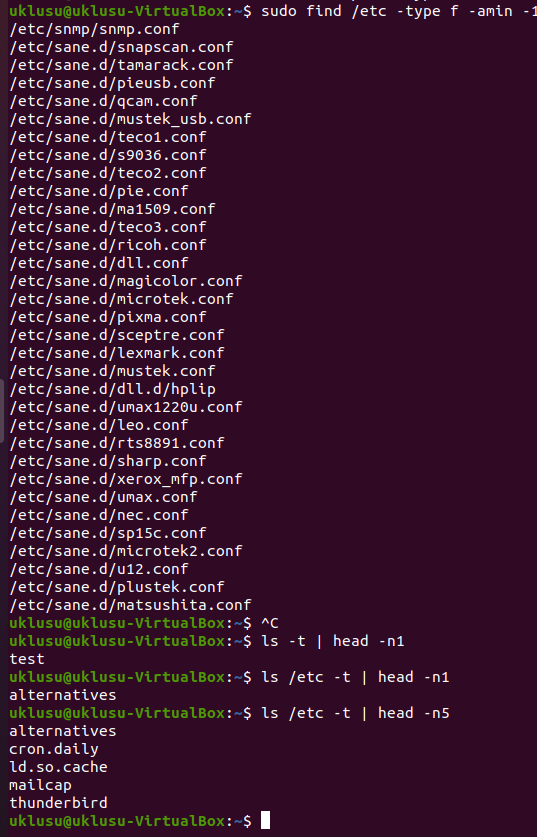 uklusu@uklusu-VirtualBox:~$ sudo find /etc -type f -amin -1
/etc/snmp/snmp.conf
/etc/sane.d/snapscan.conf
/etc/sane.d/tamarack.conf
/etc/sane.d/pieusb.conf
/etc/sane.d/qcam.conf
/etc/sane.d/mustek_usb.conf
/etc/sane.d/teco1.conf
/etc/sane.d/s9036.conf
/etc/sane.d/teco2.conf
/etc/sane.d/pie.conf
/etc/sane.d/ma1509.conf
/etc/sane.d/teco3.conf
/etc/sane.d/ricoh.conf
/etc/sane.d/dll.conf
/etc/sane.d/magicolor.conf
/etc/sane.d/microtek.conf
/etc/sane.d/pixma.conf
/etc/sane.d/sceptre.conf
/etc/sane.d/lexmark.conf
/etc/sane.d/mustek.conf
/etc/sane.d/dll.d/hplip
/etc/sane.d/umax1220u.conf
/etc/sane.d/leo.conf
/etc/sane.d/rts8891.conf
/etc/sane.d/sharp.conf
/etc/sane.d/xerox_mfp.conf
/etc/sane.d/umax.conf
/etc/sane.d/nec.conf
/etc/sane.d/sp15c.conf
/etc/sane.d/microtek2.conf
/etc/sane.d/u12.conf
/etc/sane.d/plustek.conf
/etc/sane.d/matsushita.conf
uklusu@uklusu-VirtualBox:~$ ^C
uklusu@uklusu-VirtualBox:~$ ls -t | head -n1
test
uklusu@uklusu-VirtualBox:~$ ls /etc -t | head -n1
alternatives
uklusu@uklusu-VirtualBox:~$ ls /etc -t | head -n5
alternatives
cron.daily
ld.so.cache
mailcap
thunderbird
uklusu@uklusu-VirtualBox:~$